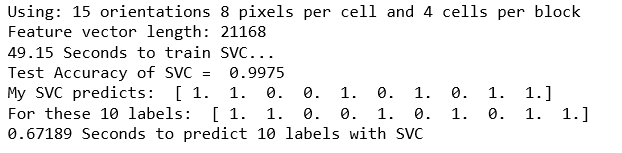 Using: 15 orientations 8 pixels per cell and 4 cells per block
Feature vector length: 21168
49.15 Seconds to train SVC...
Test Accuracy of SVC =  0.9975
My SVC predicts:  [ 1.  1.  0.  0.  1.  0.  1.  0.  1.  1.]
For these 10 labels:  [ 1.  1.  0.  0.  1.  0.  1.  0.  1.  1.]
0.67189 Seconds to predict 10 labels with SVC